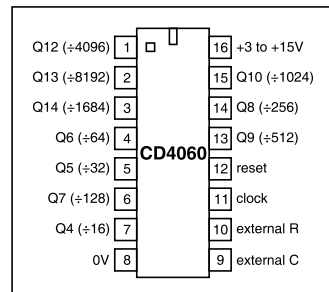 Q12 (÷4096) 1 16 +3 to +15V
Q13 (÷8192) 2 15 Q10 (÷1024)
Q14 (÷1684) 3 14 Q8 (÷256)
Q6 (÷64) 4 13 Q9 (÷512)
CD4060
Q5 (÷32) 5 12 reset
Q7 (÷128) 6 11 clock
Q4 (÷16) 7 10 external R
0V 8 9 external C